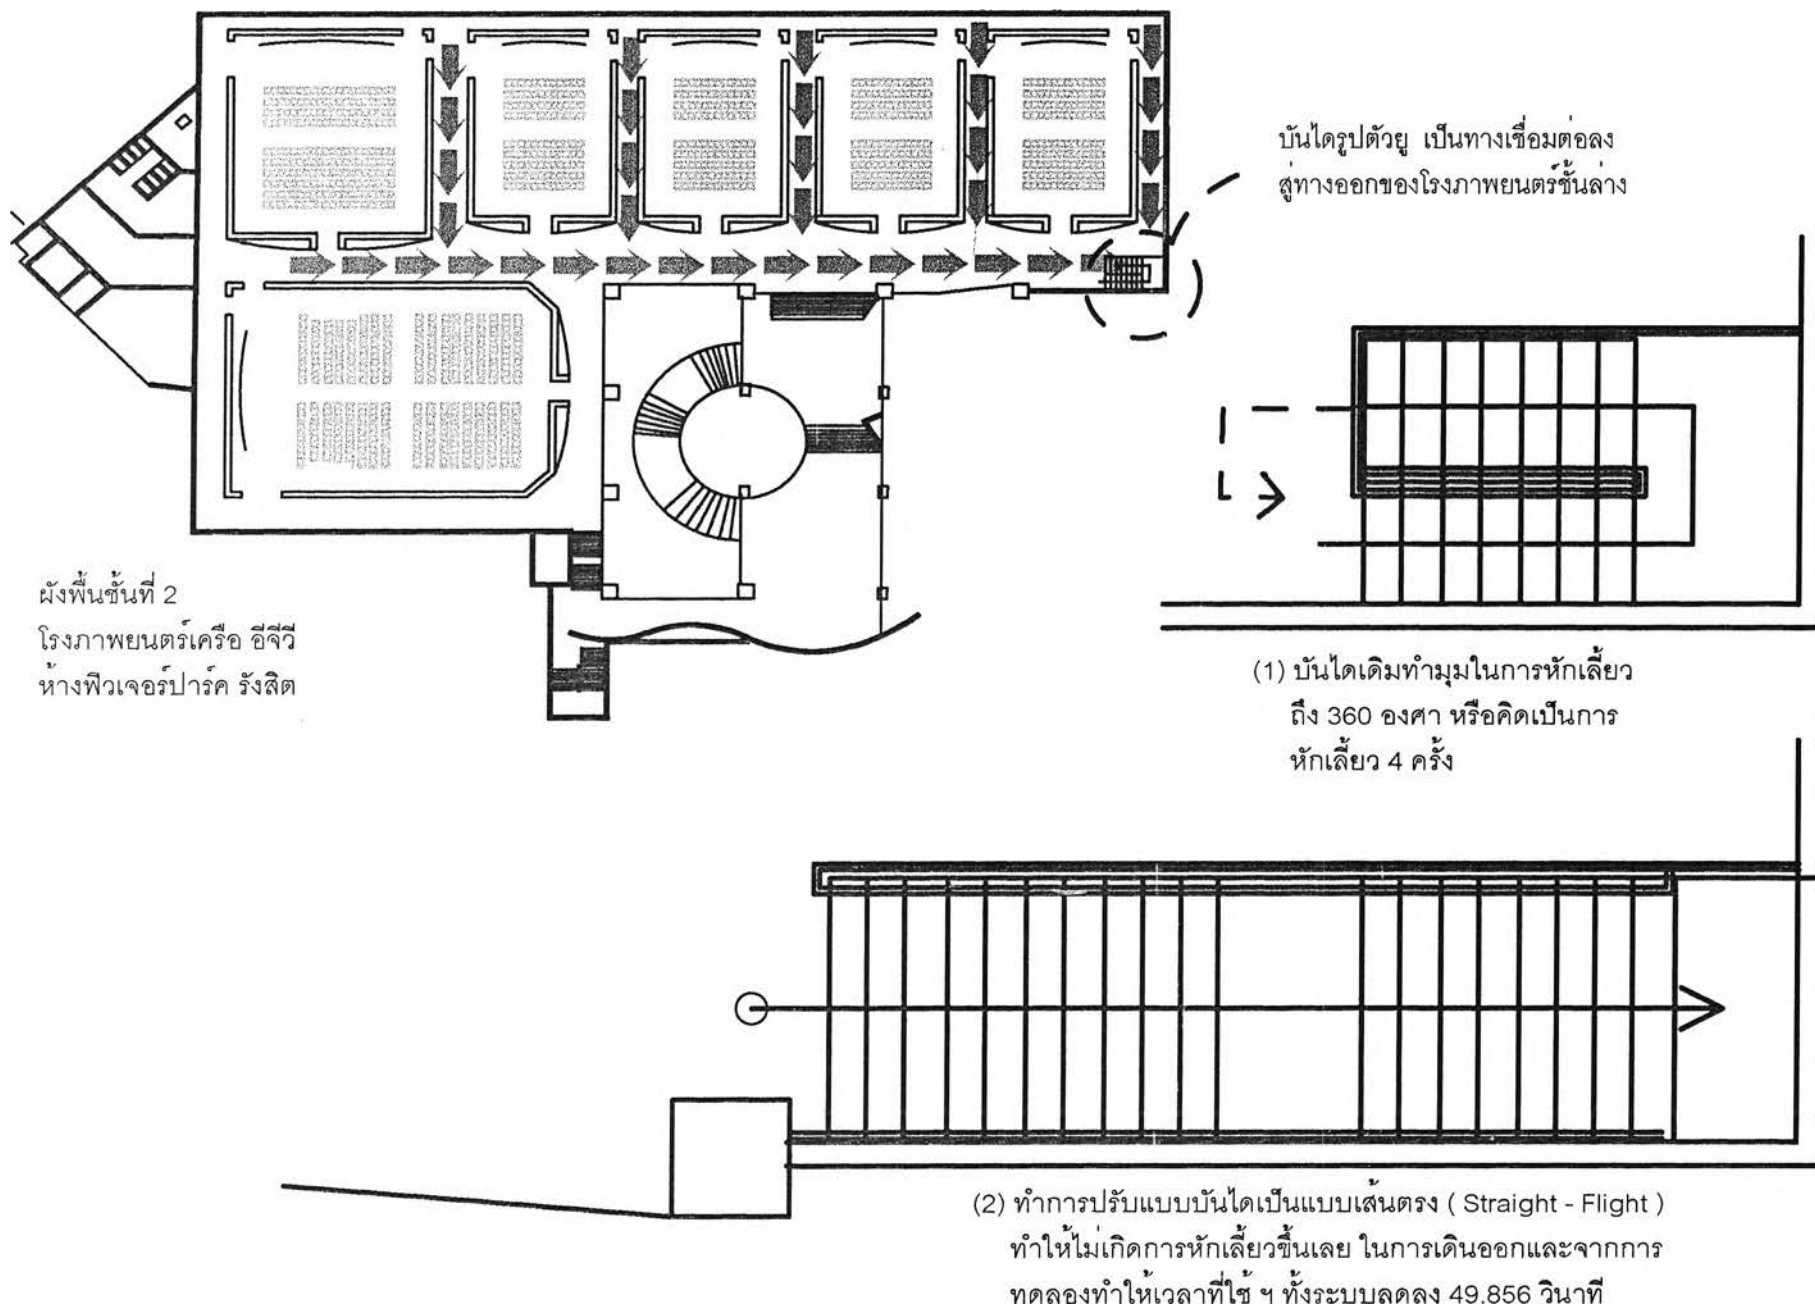 บันไดรูปตัวยู เป็นทางเชื่อมต่อลง
สู่ทางออกของโรงภาพยนตร์ชั้นล่าง
ผังพื้นชั้นที่ 2
โรงภาพยนตร์เครือ อีจีวี
ห้างฟิวเจอร์ปาร์ค รังสิต
(1) บันไดเดิมทำมุมในการหักเลี้ยว
ถึง 360 องศา หรือคิดเป็นการ
หักเลี้ยว 4 ครั้ง
(2) ทำการปรับแบบบันไดเป็นแบบเส้นตรง ( Straight - Flight )
ทำให้ไม่เกิดการหักเลี้ยวขึ้นเลย ในการเดินออกและจากการ
ทดลองทำให้เวลาที่ใช้ ฯ ทั้งระบบลดลง 49.856 วินาที